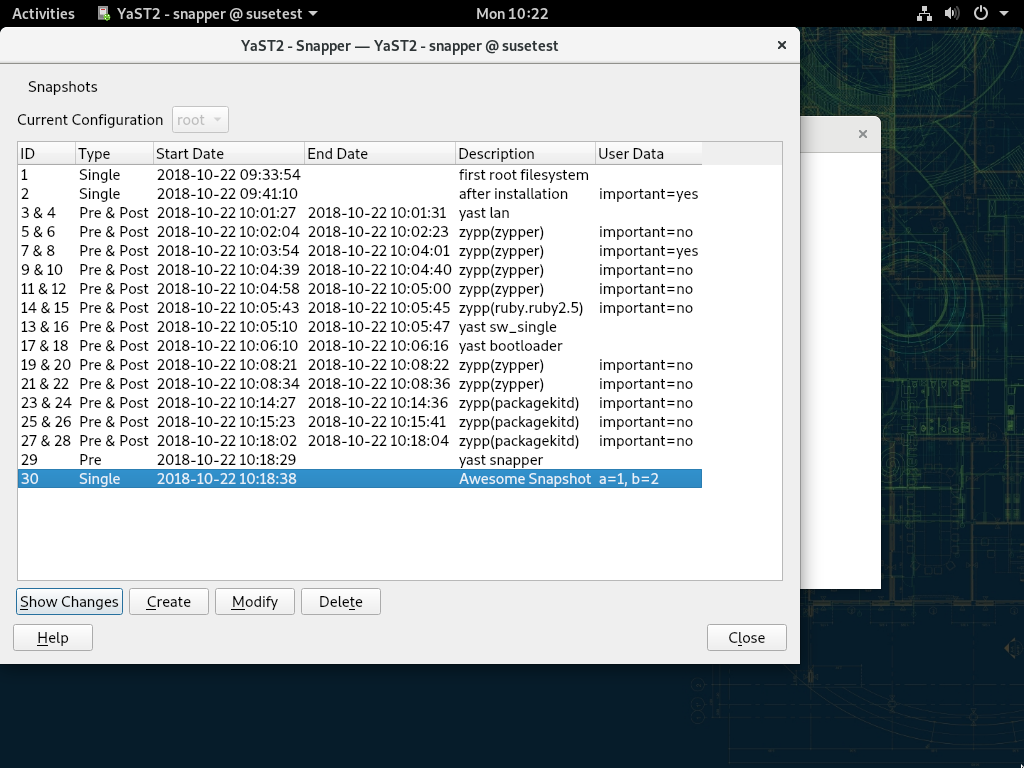 Activities YaST2 - snapper @ susetest Mon 10:22
YaST2 - Snapper — YaST2 - snapper @ susetest
Snapshots
Current Configuration root
ID Type Start Date End Date Description User Data
1 Single 2018-10-22 09:33:54 first root filesystem
2 Single 2018-10-22 09:41:10 after installation important=yes
3 & 4 Pre & Post 2018-10-22 10:01:27 2018-10-22 10:01:31 yast lan
5 & 6 Pre & Post 2018-10-22 10:02:04 2018-10-22 10:02:23 zypp(zypper) important=no
7 & 8 Pre & Post 2018-10-22 10:03:54 2018-10-22 10:04:01 zypp(zypper) important=yes
9 & 10 Pre & Post 2018-10-22 10:04:39 2018-10-22 10:04:40 zypp(zypper) important=no
11 & 12 Pre & Post 2018-10-22 10:04:58 2018-10-22 10:05:00 zypp(zypper) important=no
14 & 15 Pre & Post 2018-10-22 10:05:43 2018-10-22 10:05:45 zypp(ruby.ruby2.5) important=no
13 & 16 Pre & Post 2018-10-22 10:05:10 2018-10-22 10:05:47 yast sw_single
17 & 18 Pre & Post 2018-10-22 10:06:10 2018-10-22 10:06:16 yast bootloader
19 & 20 Pre & Post 2018-10-22 10:08:21 2018-10-22 10:08:22 zypp(zypper) important=no
21 & 22 Pre & Post 2018-10-22 10:08:34 2018-10-22 10:08:36 zypp(zypper) important=no
23 & 24 Pre & Post 2018-10-22 10:14:27 2018-10-22 10:14:36 zypp(packagekitd) important=no
25 & 26 Pre & Post 2018-10-22 10:15:23 2018-10-22 10:15:41 zypp(packagekitd) important=no
27 & 28 Pre & Post 2018-10-22 10:18:02 2018-10-22 10:18:04 zypp(packagekitd) important=no
29 Pre 2018-10-22 10:18:29 yast snapper
30 Single 2018-10-22 10:18:38 Awesome Snapshot a=1, b=2
Show Changes Create Modify Delete
Help Close